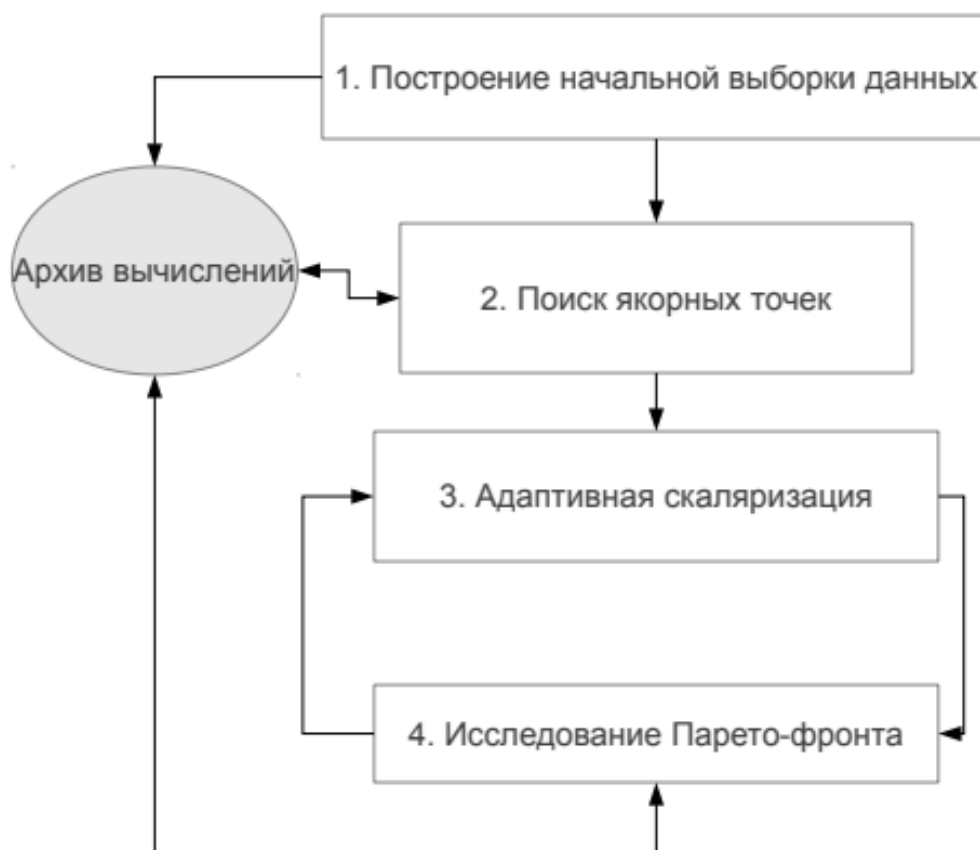 1. Построение начальной выборки данных
Архив вычислений
2. Поиск якорных точек
3. Адаптивная скаляризация
4. Исследование Парето-фронта